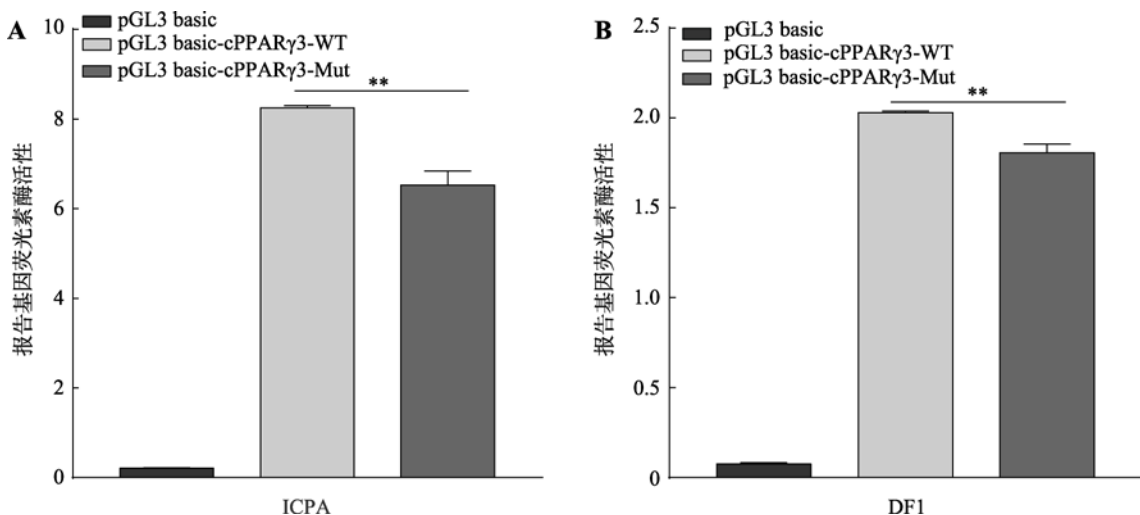 A
pGL3 basic
pGL3 basic-cPPARγ3-WT
pGL3 basic-cPPARγ3-Mut
**
报告基因荧光素酶活性
10
8
6
4
2
0
ICPA
B
pGL3 basic
pGL3 basic-cPPARγ3-WT
pGL3 basic-cPPARγ3-Mut
**
报告基因荧光素酶活性
2.5
2.0
1.5
1.0
0.5
0
DF1